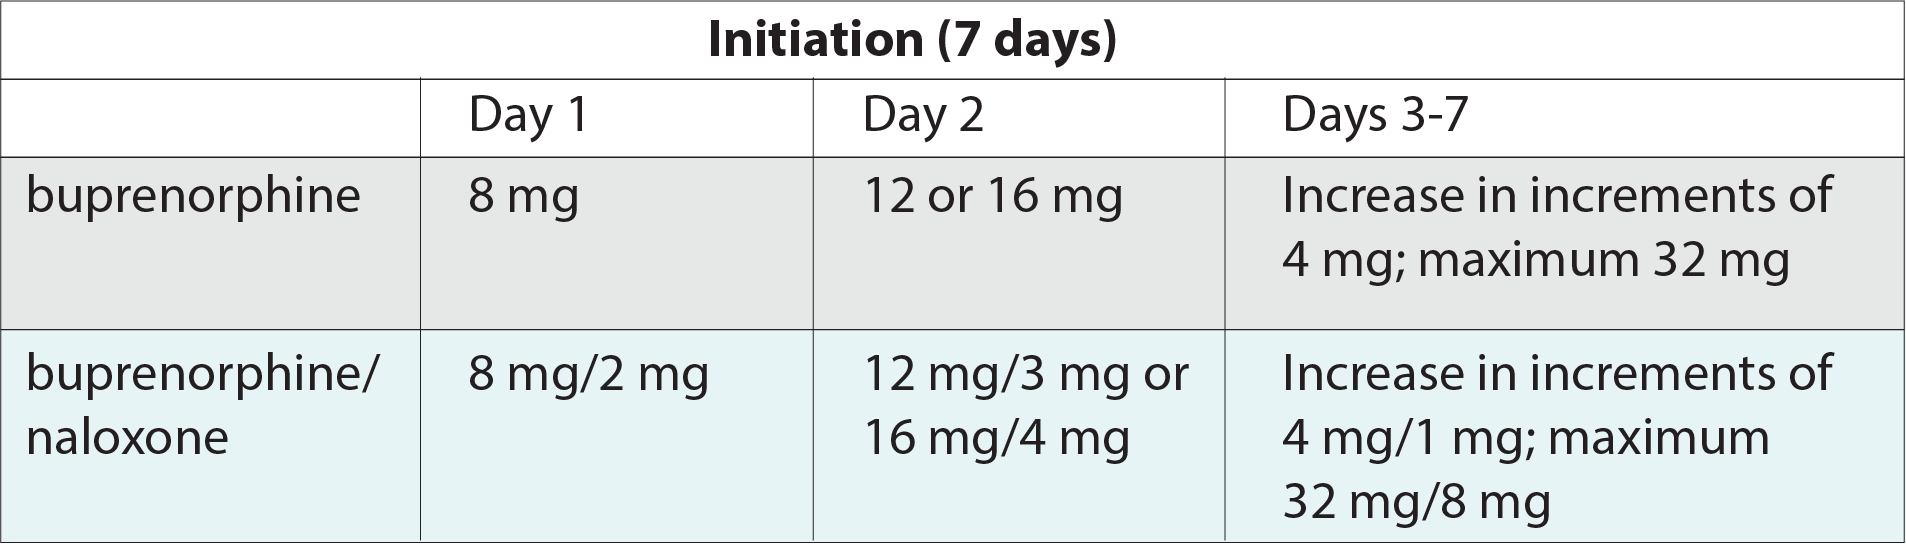 Initiation (7 days)
Day 1
Day 2
Days 3-7
buprenorphine
8 mg
12 or 16 mg
Increase in increments of
4 mg; maximum 32 mg
buprenorphine/
naloxone
8 mg/2 mg
12 mg/3 mg or
16 mg/4 mg
Increase in increments of
4 mg/1 mg; maximum
32 mg/8 mg